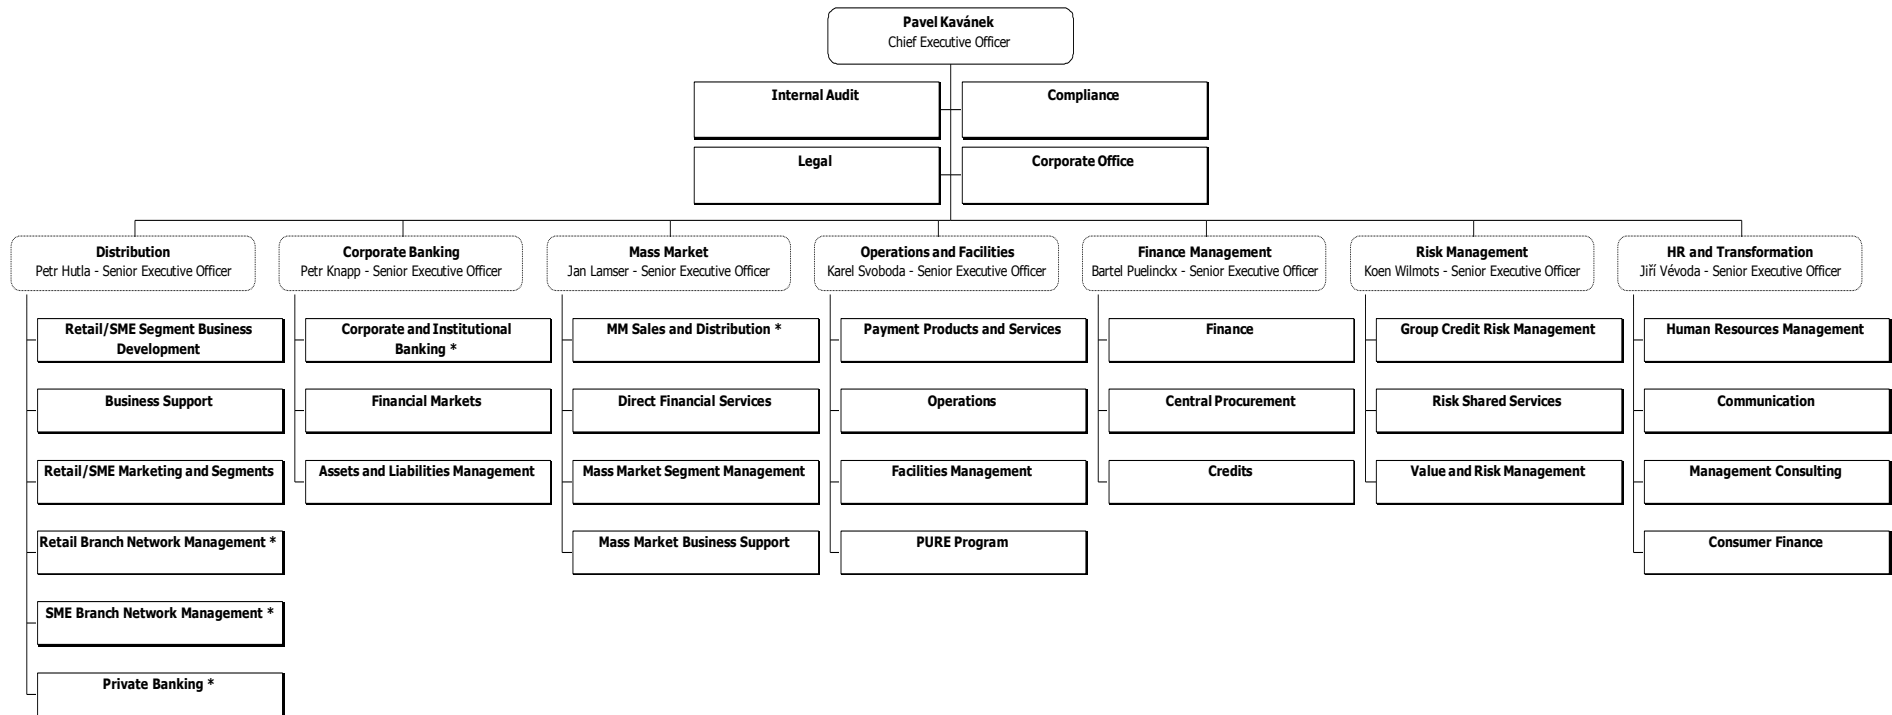 Pavel Kavánek
Chief Executive Officer
Internal Audit
Compliance
Legal
Corporate Office
Distribution
Petr Hutla - Senior Executive Officer
Corporate Banking
Petr Knapp - Senior Executive Officer
Mass Market
Jan Lamser - Senior Executive Officer
Operations and Facilities
Karel Svoboda - Senior Executive Officer
Finance Management
Bartel Puelinckx - Senior Executive Officer
Risk Management
Koen Wilmots - Senior Executive Officer
HR and Transformation
Jiří Vévoda - Senior Executive Officer
Retail/SME Segment Business
Development
Business Support
Retail/SME Marketing and Segments
Retail Branch Network Management *
SME Branch Network Management *
Private Banking *
Corporate and Institutional
Banking *
Financial Markets
Assets and Liabilities Management
MM Sales and Distribution *
Direct Financial Services
Mass Market Segment Management
Mass Market Business Support
Payment Products and Services
Operations
Facilities Management
PURE Program
Finance
Central Procurement
Credits
Group Credit Risk Management
Risk Shared Services
Value and Risk Management
Human Resources Management
Communication
Management Consulting
Consumer Finance